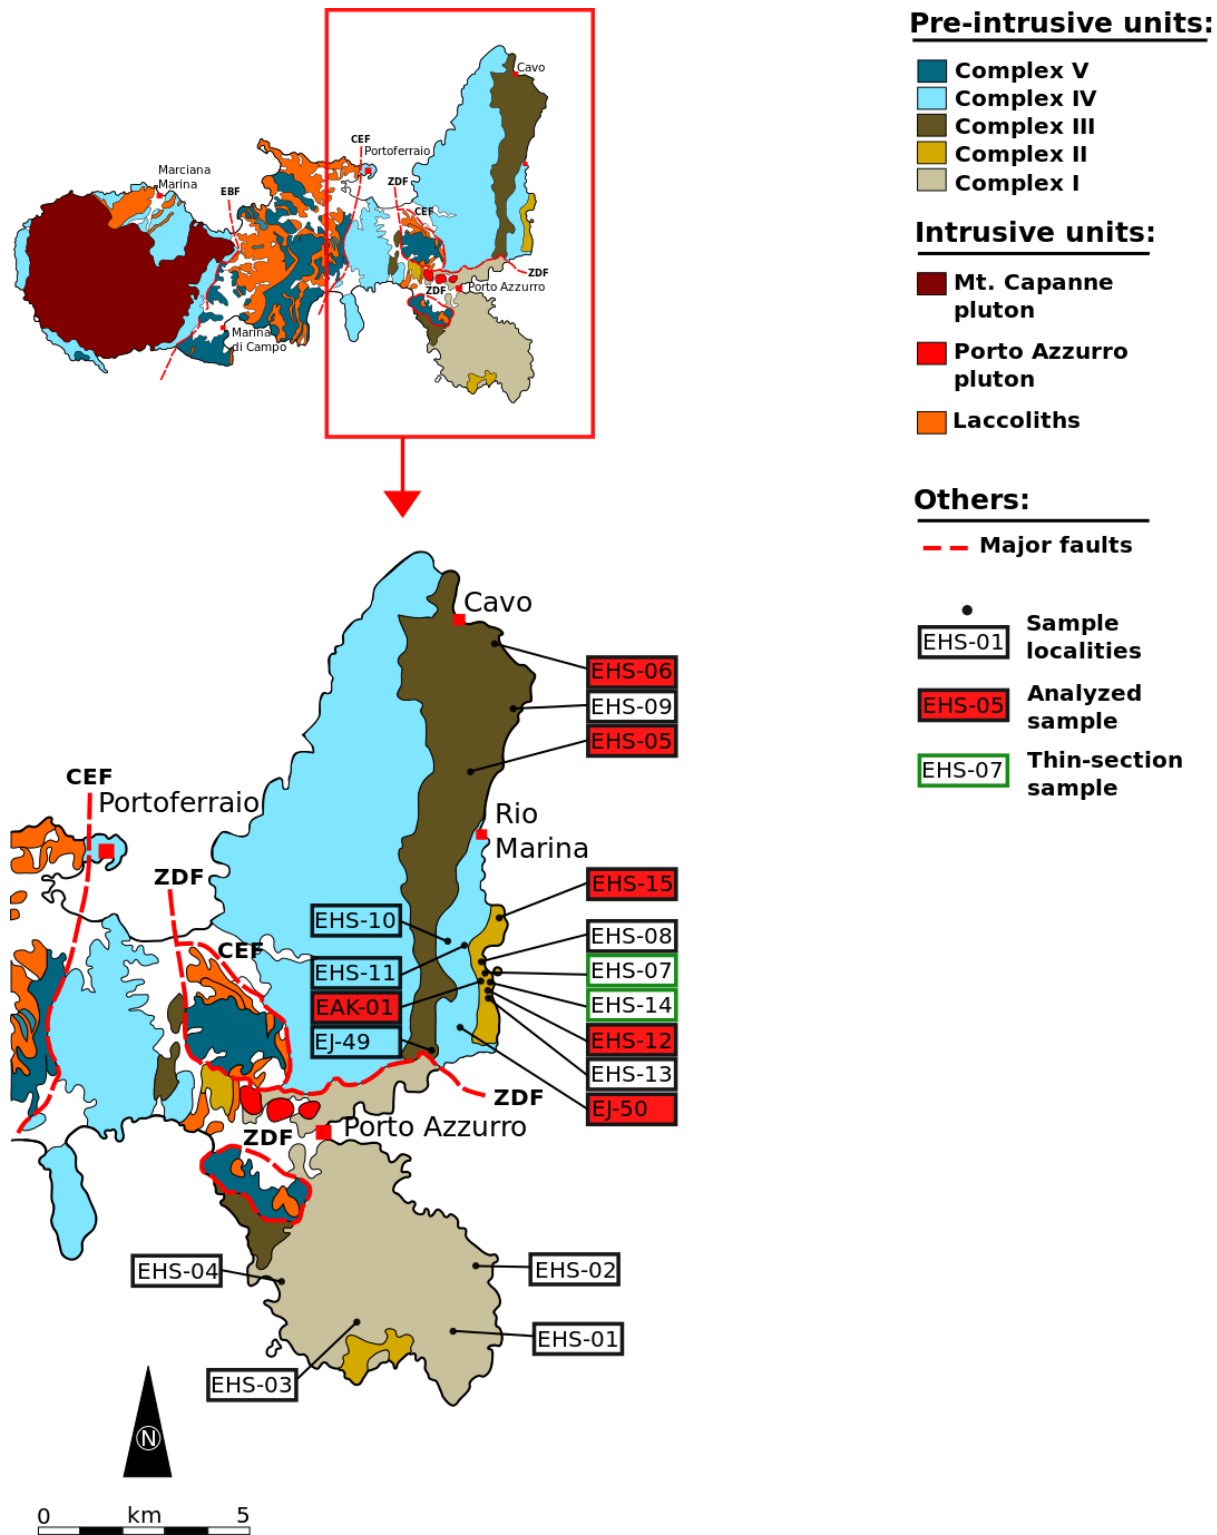 Pre-intrusive units:
Complex V
Complex IV
Complex III
Complex II
Complex I
Intrusive units:
Mt. Capanne
pluton
Porto Azzurro
pluton
Laccoliths
Others:
Major faults
EHS-01
Sample
localities
EHS-05
Analyzed
sample
EHS-07
Thin-section
sample
Cavo
CEF
Portoferraio
Marciana
Marina
EBF
ZDF
CEF
ZDF
Porto Azzurro
ZDF
Marina
di Campo
Cavo
EHS-06
EHS-09
EHS-05
CEF
Portoferraio
Rio
Marina
ZDF
EHS-15
EHS-10
EHS-08
CEF
EHS-11
EHS-07
EAK-01
EHS-14
EJ-49
EHS-12
EHS-13
ZDF
EJ-50
Porto Azzurro
ZDF
EHS-04
EHS-02
EHS-01
EHS-03
N
0 km 5